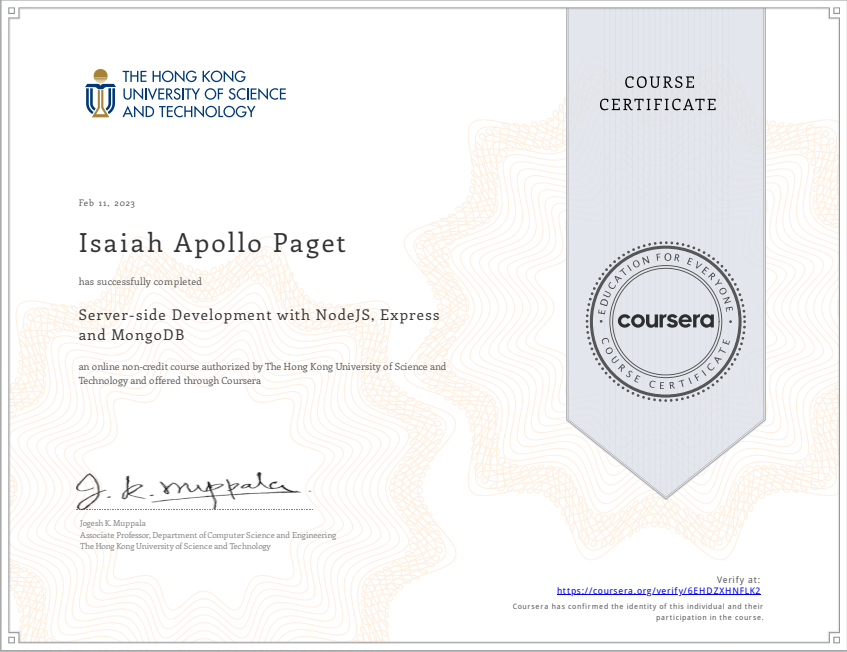 THE HONG KONG
UNIVERSITY OF SCIENCE
AND TECHNOLOGY
COURSE
CERTIFICATE
Feb 11, 2023
Isaiah Apollo Paget
has successfully completed
Server-side Development with NodeJS, Express
and MongoDB
an online non-credit course authorized by The Hong Kong University of Science and
Technology and offered through Coursera
EDUCATION FOR EVERYONE
coursera
COURSE CERTIFICATE
J. K. Muppala
Jogesh K. Muppala
Associate Professor, Department of Computer Science and Engineering
The Hong Kong University of Science and Technology
Verify at:
https://coursera.org/verify/6EHDZXHNFLK2
Coursera has confirmed the identity of this individual and their
participation in the course.